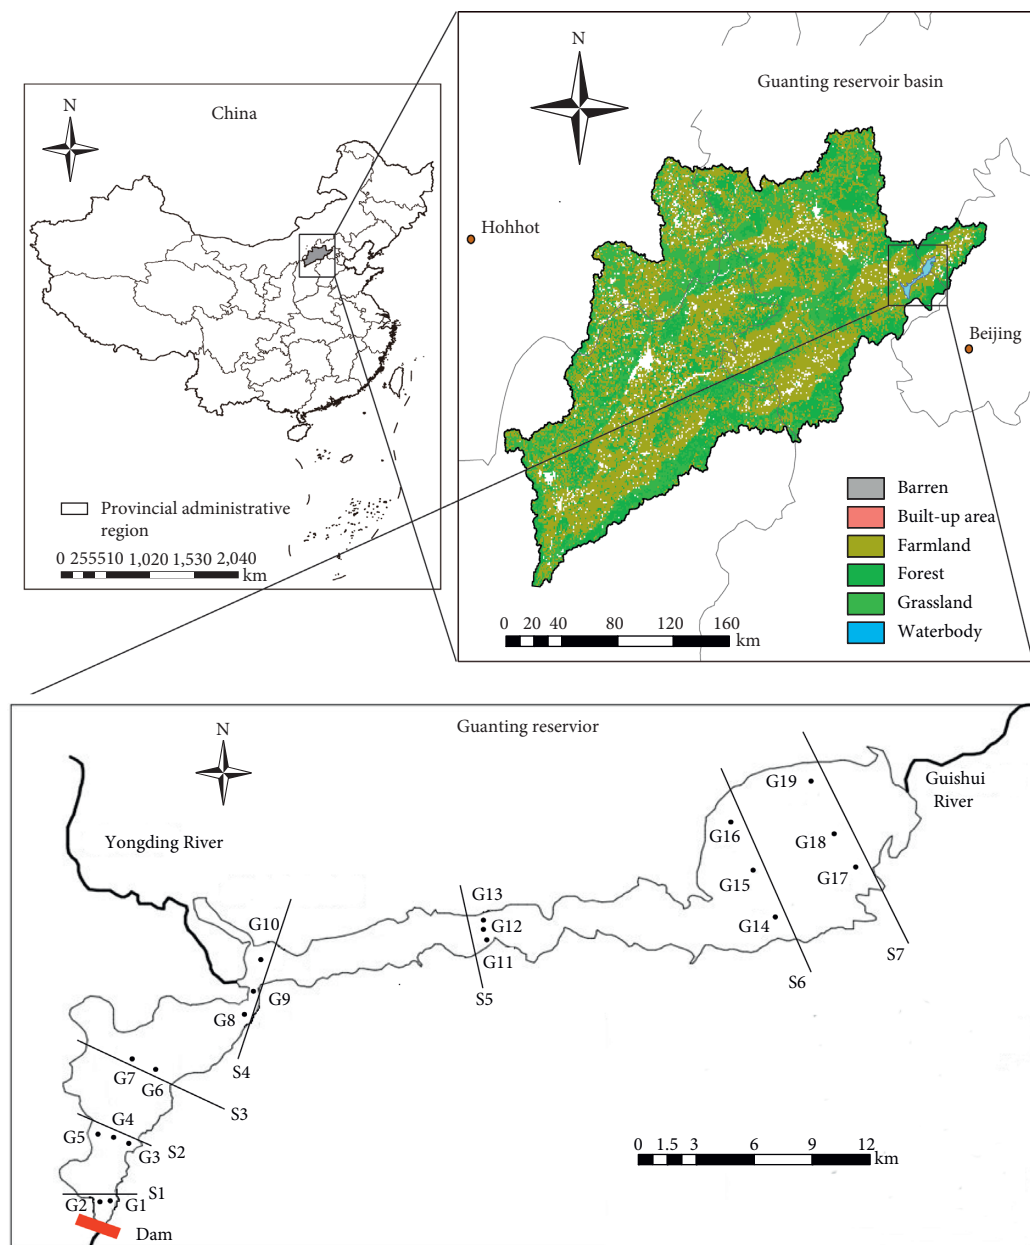 China
N
Provincial administrative
region
0 255510 1,020 1,530 2,040
km
N
Guanting reservoir basin
Hohhot
Beijing
Barren
Built-up area
Farmland
Forest
Grassland
Waterbody
0 20 40 80 120 160
km
Guanting reservior
N
Yongding River
Guishui
River
G19
G16
G18
G15
G17
G14
S7
S6
G13
G12
G11
S5
G10
G9
G8
S4
G7
G6
S3
G4
G5
G3
S2
S1
G2
G1
Dam
0 1.5 3 6 9 12
km